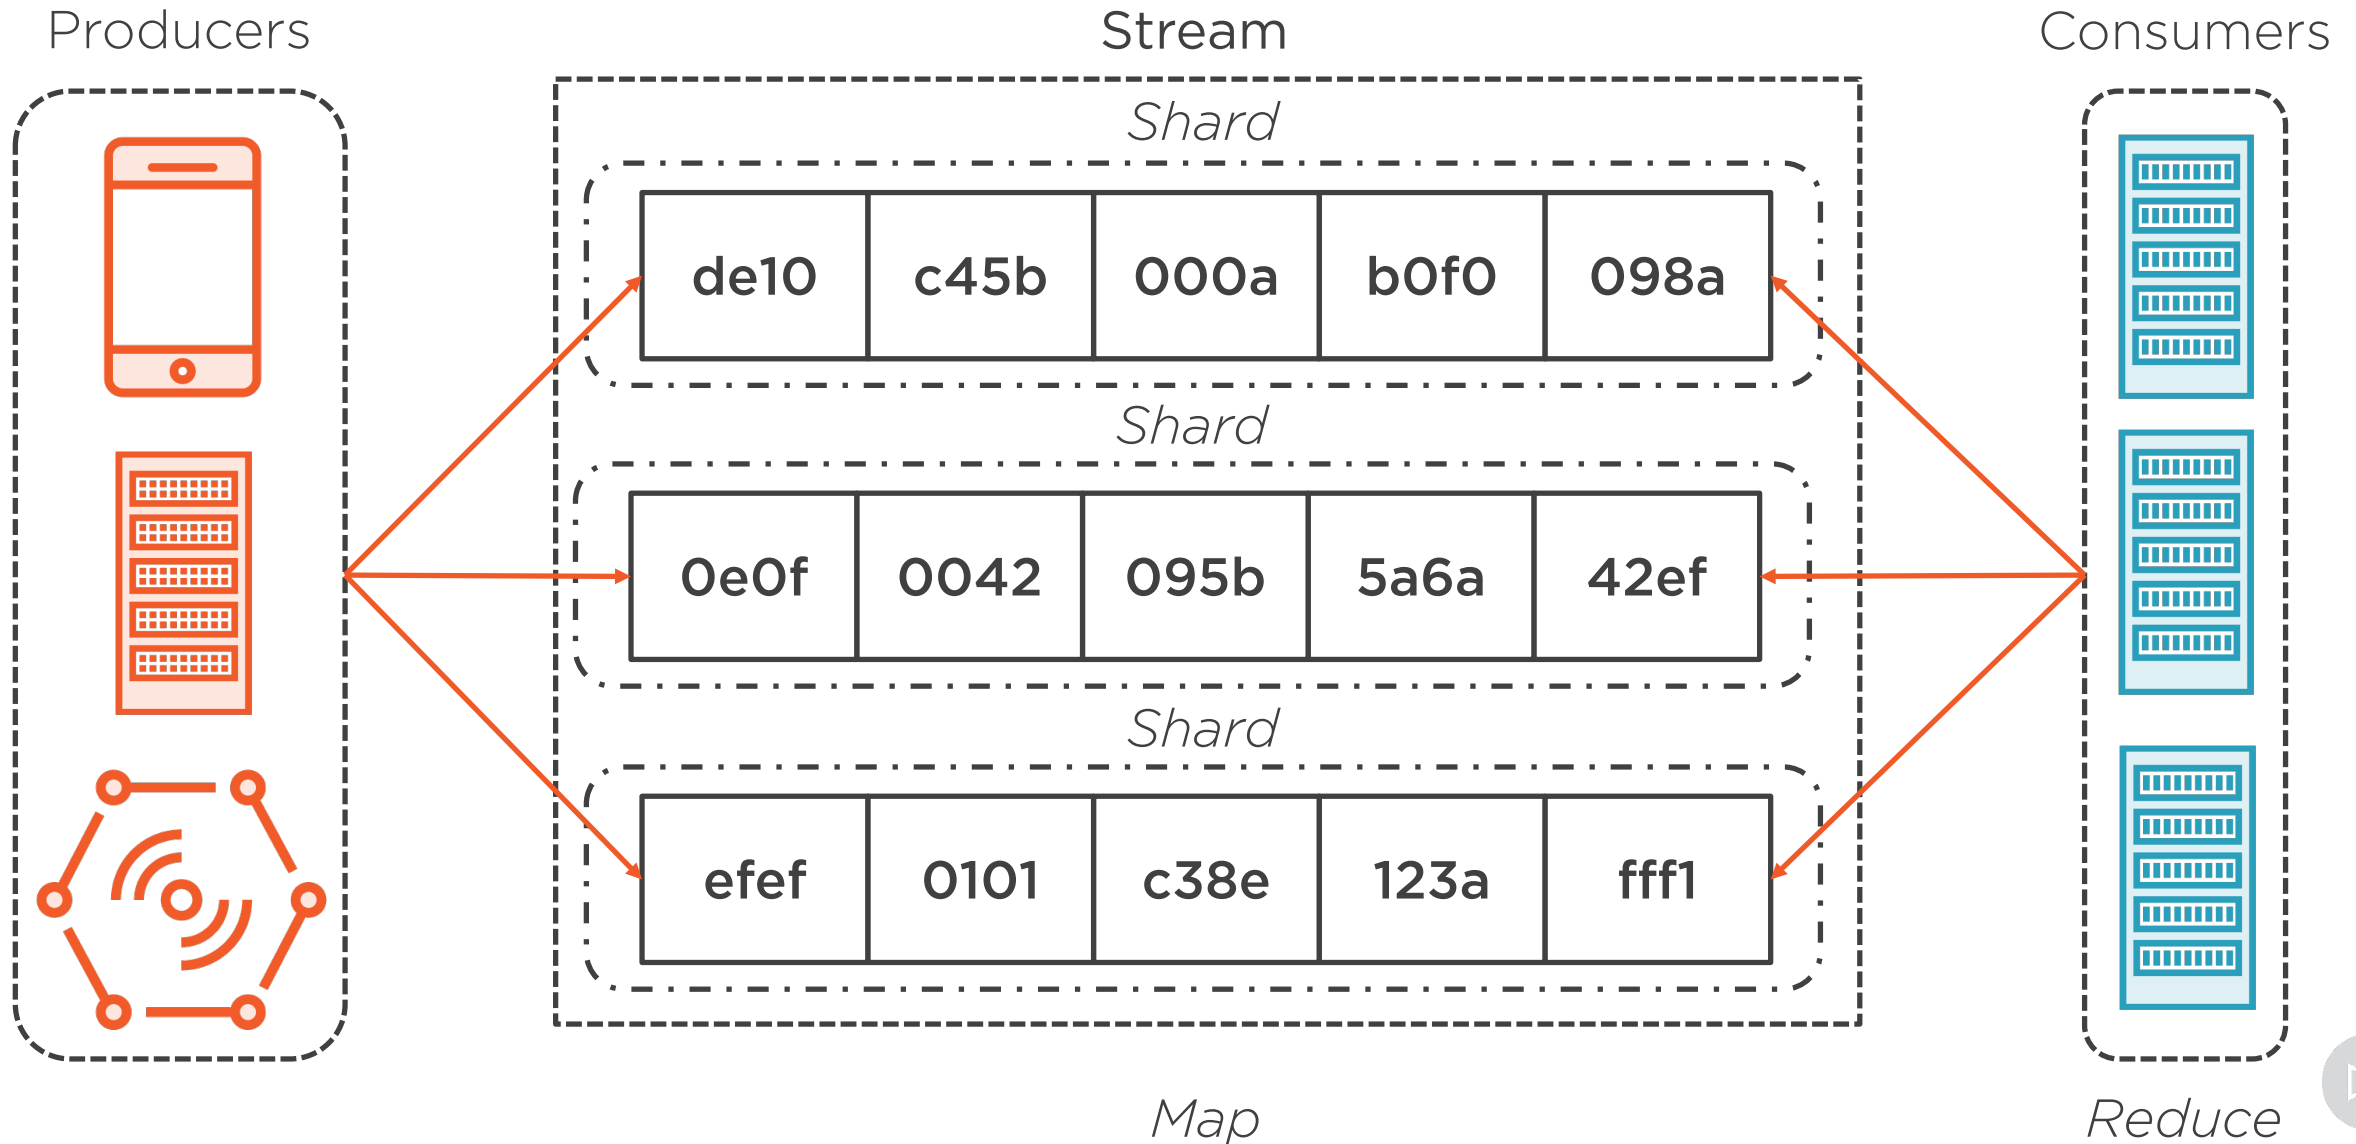 Producers
Stream
Consumers
Shard
de10 c45b 000a b0f0 098a
Shard
0e0f 0042 095b 5a6a 42ef
Shard
efef 0101 c38e 123a fff1
Map
Reduce